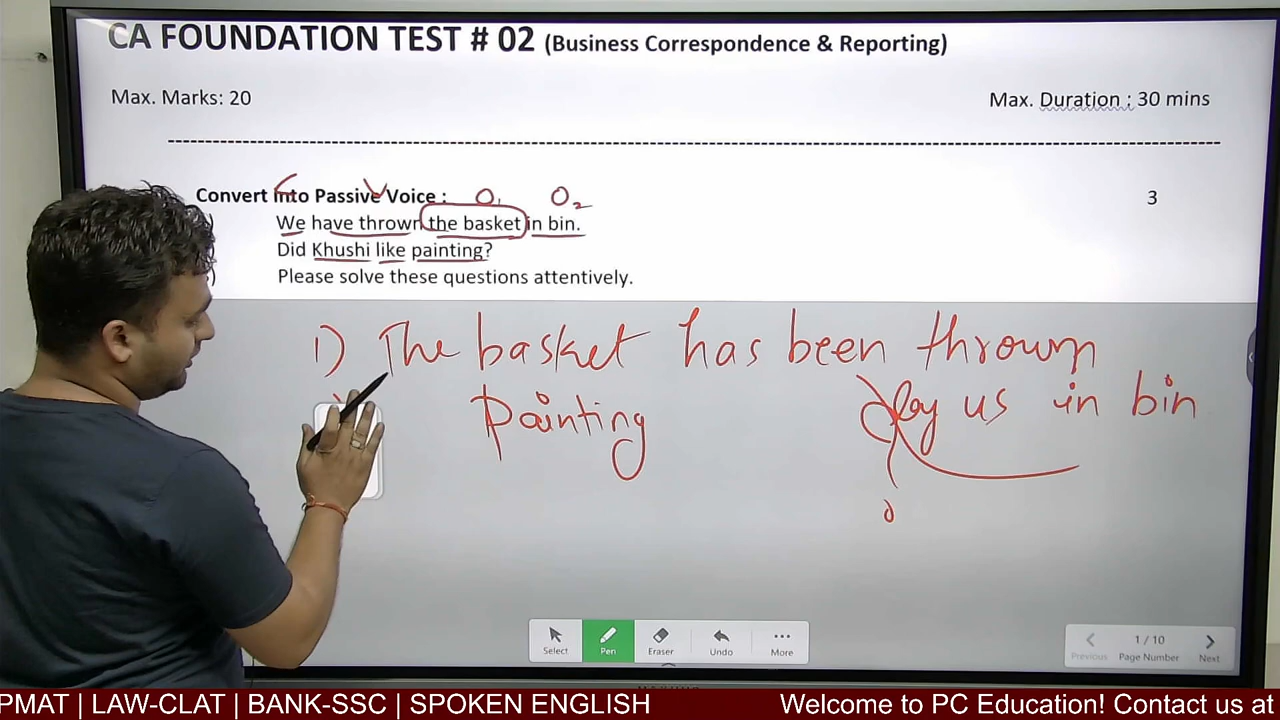 CA FOUNDATION TEST # 02 (Business Correspondence & Reporting)
Max. Marks: 20 Max. Duration : 30 mins
Convert into Passive Voice : 3
O1 O2
We have thrown the basket in bin.
Did Khushi like painting?
Please solve these questions attentively.
1) The basket has been thrown
by us in bin
Painting
Select Pen Eraser Undo More
1 / 10
Previous Page Number Next
PMAT | LAW-CLAT | BANK-SSC | SPOKEN ENGLISH Welcome to PC Education! Contact us at